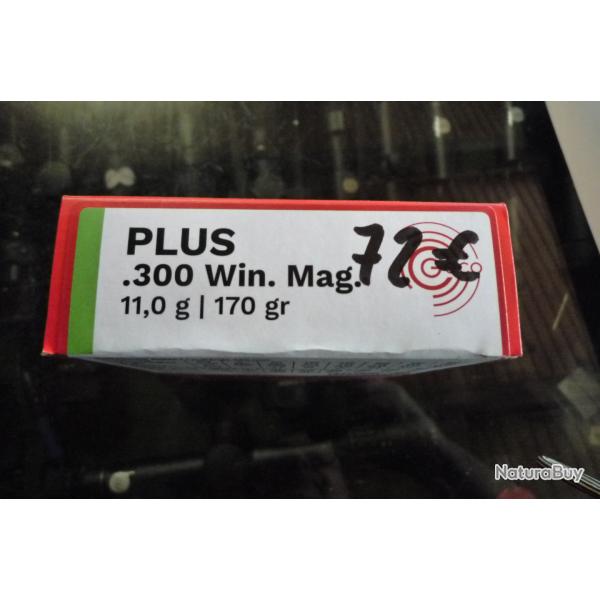 PLUS
.300 Win. Mag.
11,0 g | 170 gr
72€
NaturaBuy